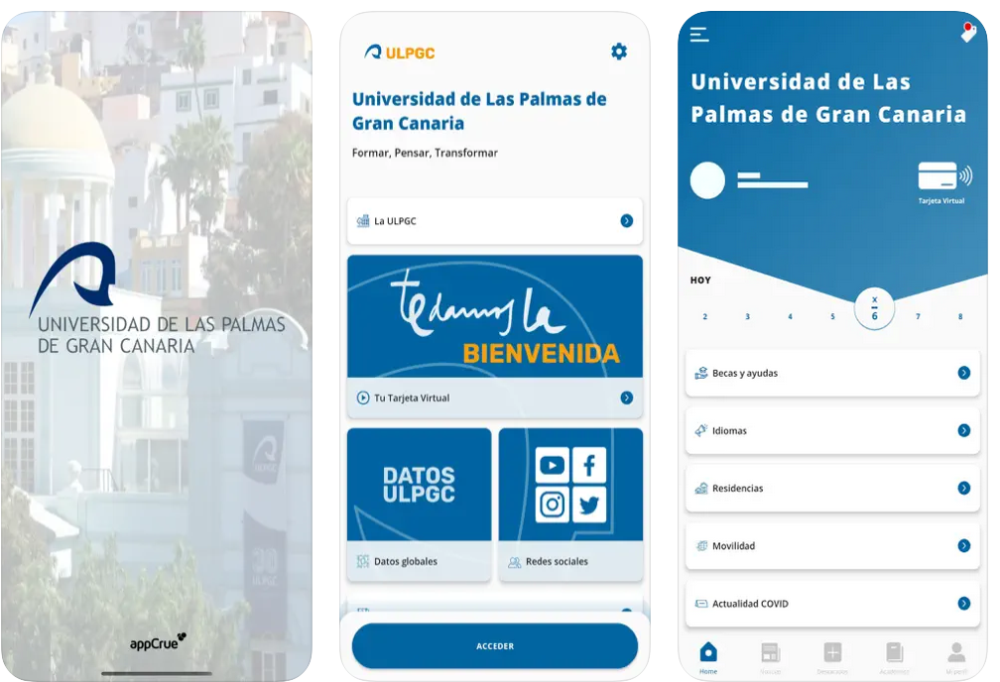 UNIVERSIDAD DE LAS PALMAS
DE GRAN CANARIA
appCrue
ULPGC
Universidad de Las Palmas de
Gran Canaria
Formar, Pensar, Transformar
La ULPGC
te damos la
BIENVENIDA
Tu Tarjeta Virtual
DATOS
ULPGC
Datos globales
Redes sociales
ACCEDER
Universidad de Las
Palmas de Gran Canaria
Tarjeta Virtual
HOY
2 3 4 5 X 6 7 8
Becas y ayudas
Idiomas
Residencias
Movilidad
Actualidad COVID
Home
Mi perfil